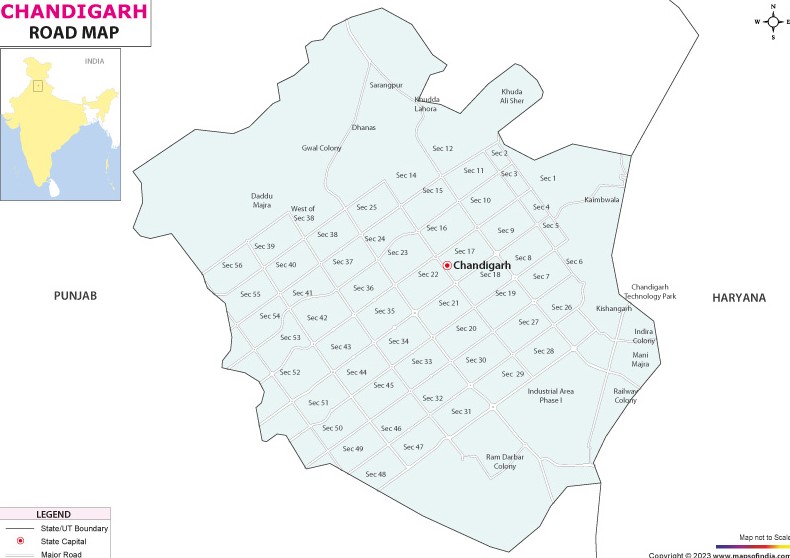 CHANDIGARH
ROAD MAP
INDIA
N
W
E
S
Sarangpur
Khudda
Lahora
Khuda
Ali Sher
Dhanas
Gwal Colony
Sec 12
Sec 2
Sec 11
Sec 3
Sec 1
Sec 14
Sec 15
Daddu
Majra
West of
Sec 38
Sec 25
Sec 10
Sec 4
Kaimbwala
Sec 16
Sec 9
Sec 5
Sec 38
Sec 24
Sec 39
Sec 23
Sec 17
Sec 8
Sec 6
Sec 56
Sec 40
Sec 37
Chandigarh
Sec 22
Sec 18
Sec 7
Sec 55
Sec 41
Sec 36
Sec 21
Sec 19
Chandigarh
Technology Park
PUNJAB
HARYANA
Sec 54
Sec 42
Sec 35
Sec 26
Kishangarh
Sec 20
Sec 27
Sec 53
Sec 43
Sec 34
Indira
Colony
Sec 28
Mani
Majra
Sec 52
Sec 44
Sec 33
Sec 30
Sec 29
Sec 45
Industrial Area
Phase I
Railway
Colony
Sec 51
Sec 32
Sec 31
Sec 50
Sec 46
Sec 49
Sec 47
Ram Darbar
Colony
Sec 48
LEGEND
State/UT Boundary
State Capital
Major Road
Map not to Scale
Copyright © 2023 www.mapsofindia.com